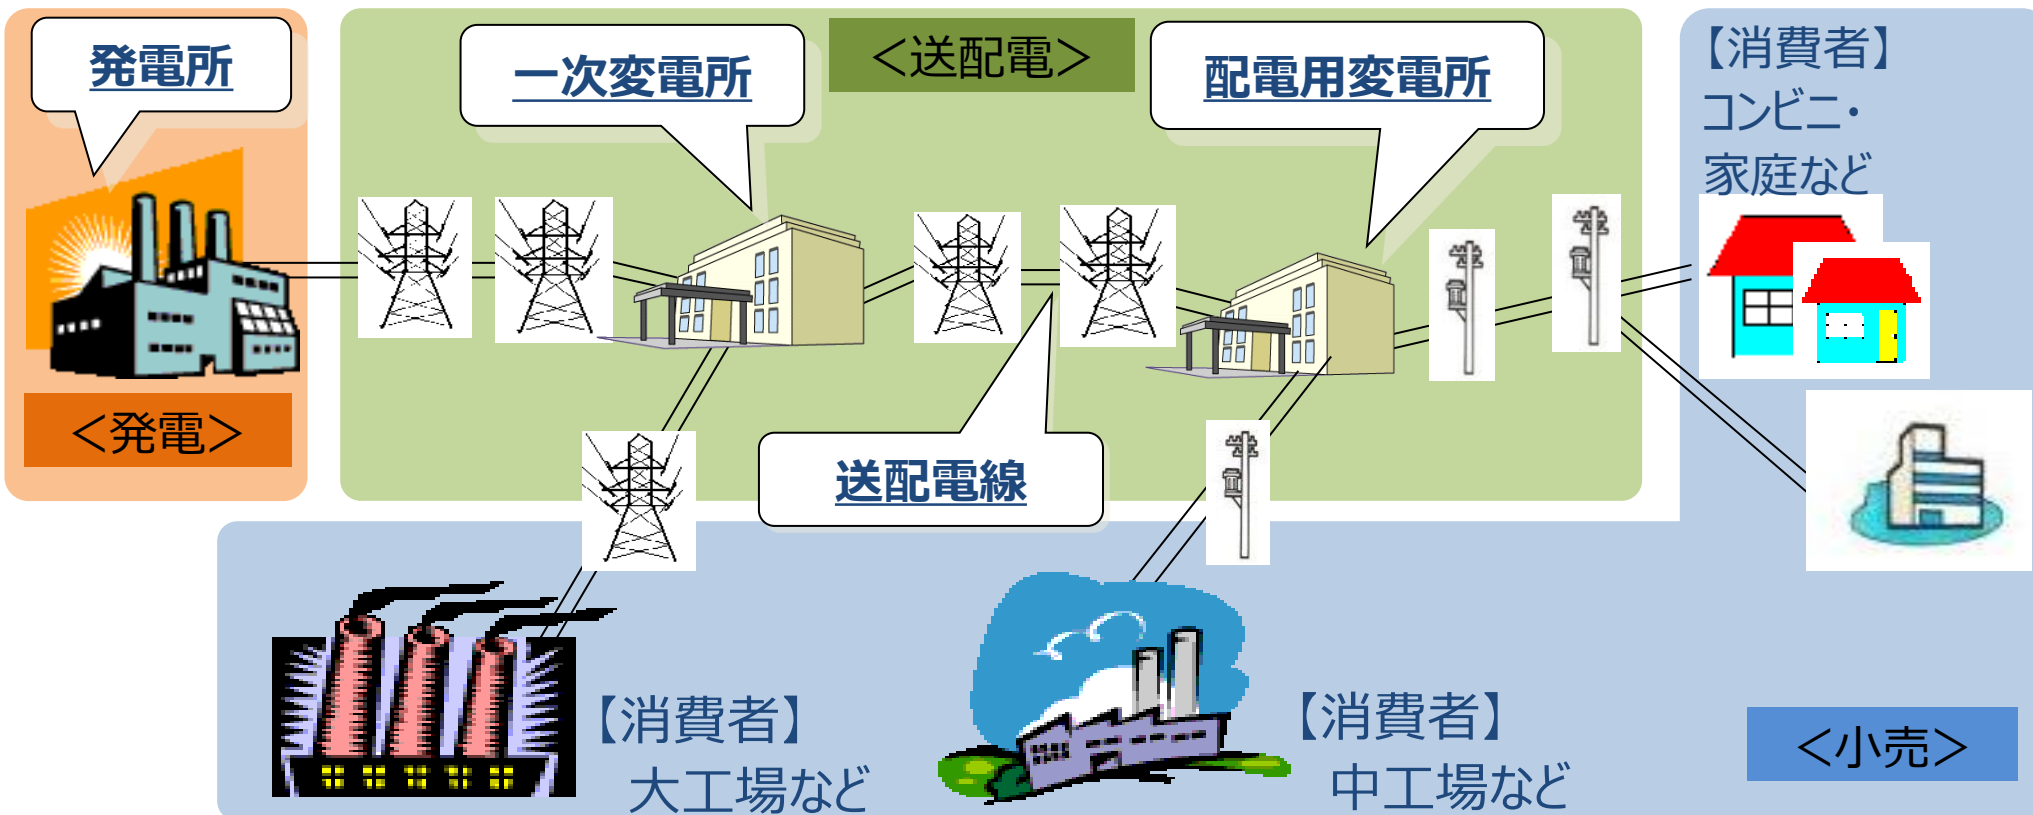 発電所
＜発電＞
＜送配電＞
一次変電所
配電用変電所
送配電線
【消費者】
コンビニ・
家庭など
【消費者】
大工場など
【消費者】
中工場など
＜小売＞